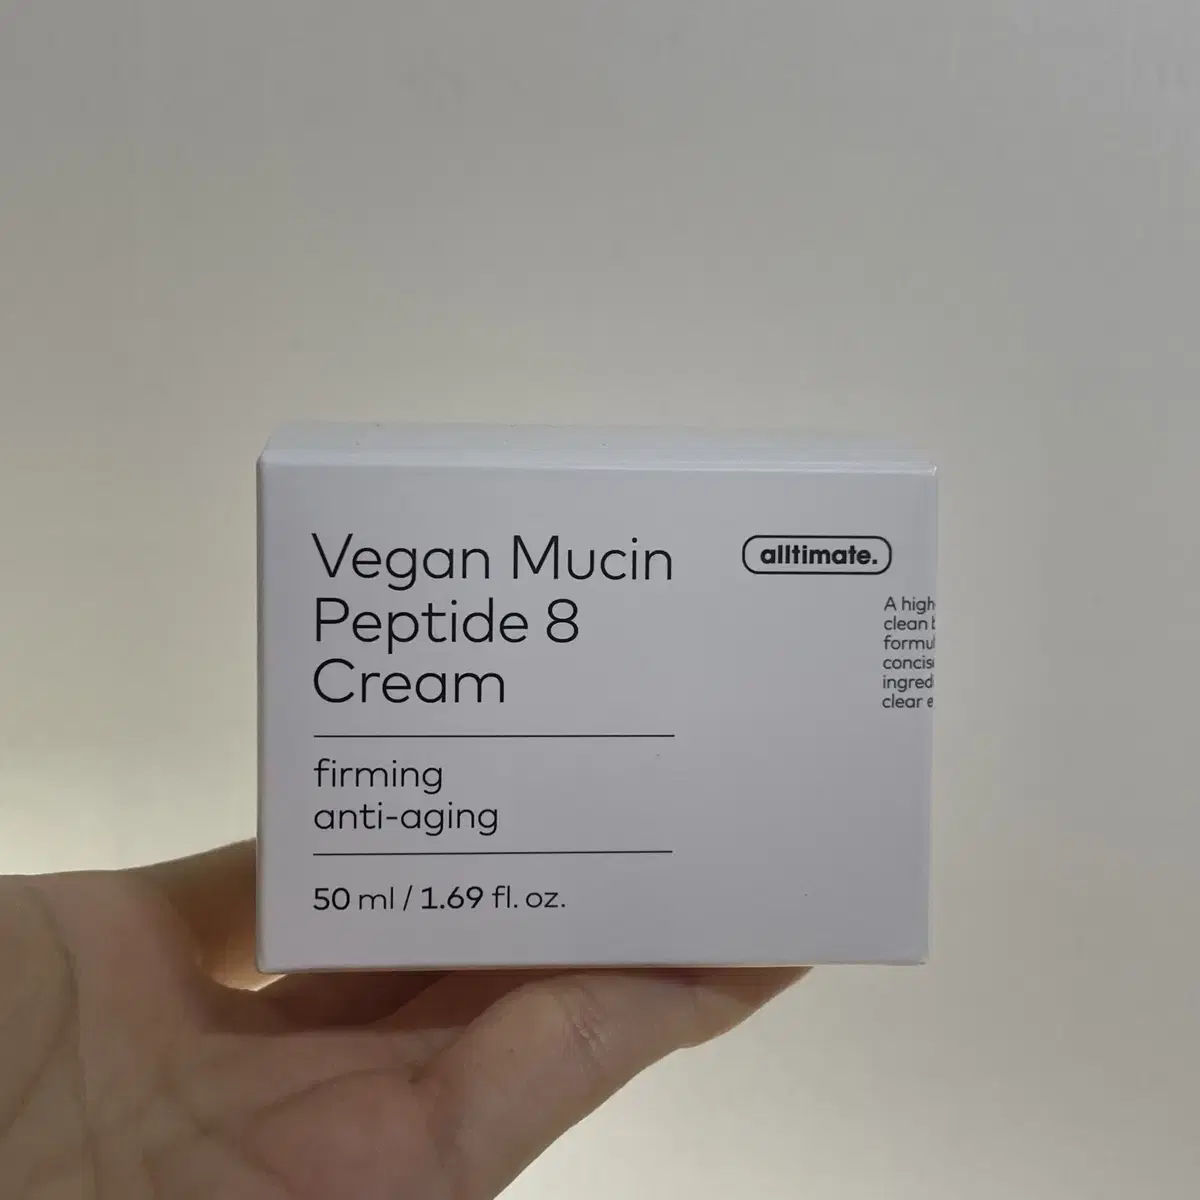 Vegan Mucin
Peptide 8
Cream
firming
anti-aging
50 ml / 1.69 fl. oz.
alltimate.
A high
clean
formu
concis
ingred
clear